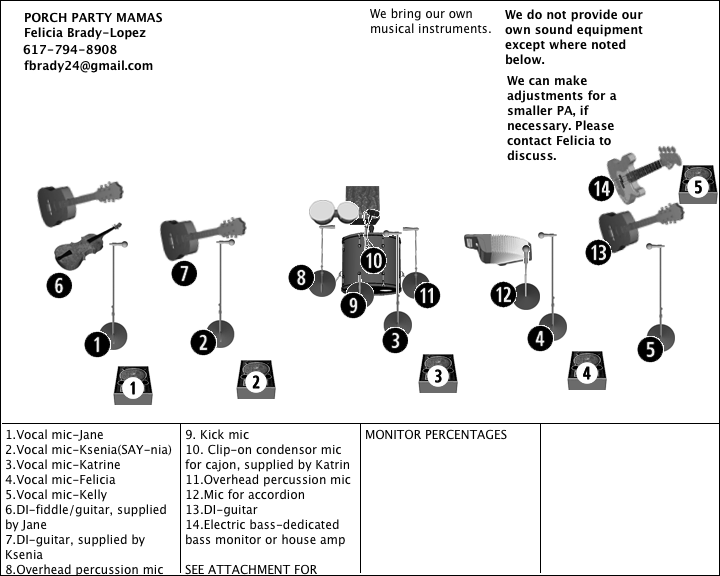 PORCH PARTY MAMAS
Felicia Brady-Lopez
617-794-8908
fbrady24@gmail.com
We bring our own
musical instruments.
We do not provide our
own sound equipment
except where noted
below.
We can make
adjustments for a
smaller PA, if
necessary. Please
contact Felicia to
discuss.
14
5
13
6
7
8
9
10
11
12
1
2
3
4
5
1
2
3
4
1.Vocal mic-Jane
2.Vocal mic-Ksenia(SAY-nia)
3.Vocal mic-Katrine
4.Vocal mic-Felicia
5.Vocal mic-Kelly
6.DI-fiddle/guitar, supplied
by Jane
7.DI-guitar, supplied by
Ksenia
8.Overhead percussion mic
9. Kick mic
10. Clip-on condensor mic
for cajon, supplied by Katrin
11.Overhead percussion mic
12.Mic for accordion
13.DI-guitar
14.Electric bass-dedicated
bass monitor or house amp
SEE ATTACHMENT FOR
MONITOR PERCENTAGES